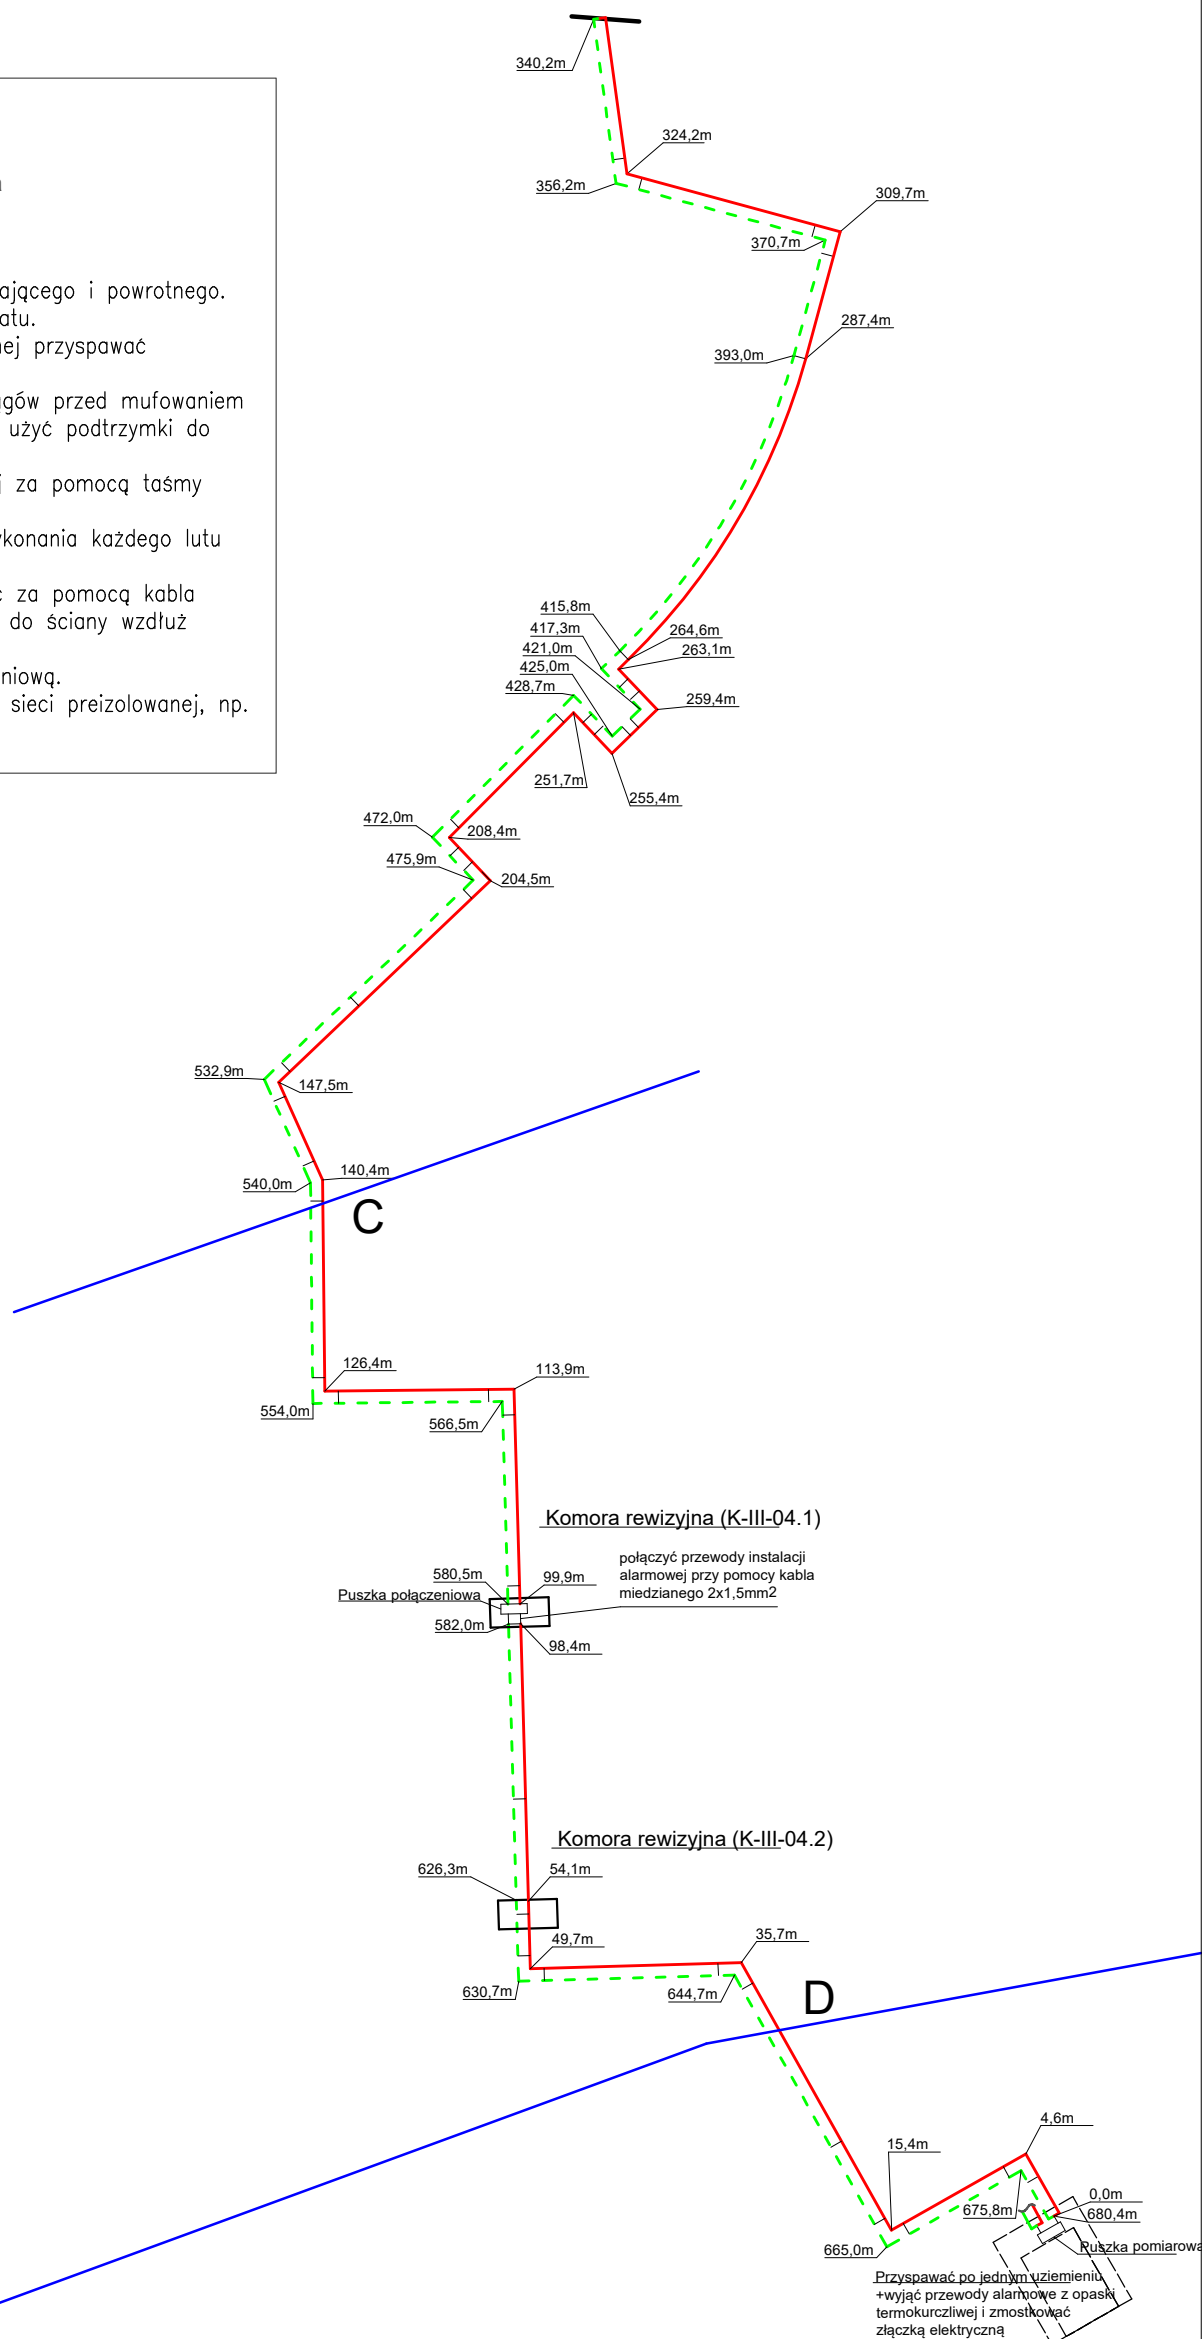 340,2m
324,2m
356,2m
309,7m
370,7m
ającego i powrotnego.
atu.
nej przyspawać
ągów przed mufowaniem
użyć podtrzymki do
za pomocą taśmy
ykonania każdego lutu
za pomocą kabla
do ściany wzdłuż
niową.
sieci preizolowanej, np.
287,4m
393,0m
415,8m
417,3m
264,6m
421,0m
263,1m
425,0m
428,7m
259,4m
251,7m
255,4m
472,0m
208,4m
475,9m
204,5m
532,9m
147,5m
140,4m
540,0m
C
126,4m
113,9m
554,0m
566,5m
Komora rewizyjna (K-III-04.1)
połączyć przewody instalacji
alarmowej przy pomocy kabla
miedzianego 2x1,5mm2
580,5m
99,9m
Puszka połączeniowa
582,0m
98,4m
Komora rewizyjna (K-III-04.2)
626,3m
54,1m
49,7m
35,7m
630,7m
644,7m
D
4,6m
15,4m
0,0m
675,8m
680,4m
665,0m
Puszka pomiarowa
Przyspawać po jednym uziemieniu
+wyjąć przewody alarmowe z opaski
termokurczliwej i zmostkować
złączką elektryczną